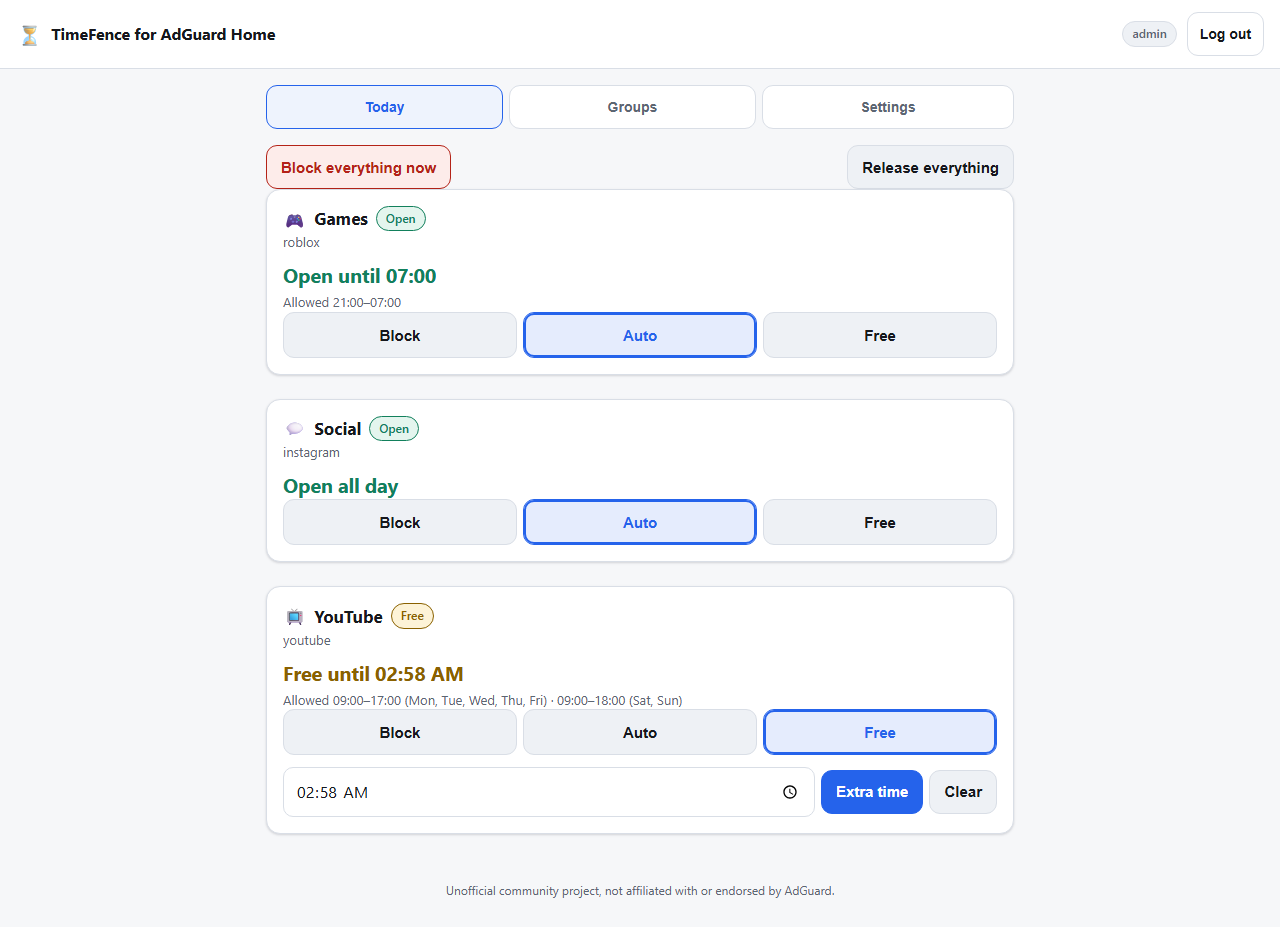 TimeFence for AdGuard Home
admin
Log out
Today
Groups
Settings
Block everything now
Release everything
Games
Open
roblox
Open until 07:00
Allowed 21:00–07:00
Block
Auto
Free
Social
Open
instagram
Open all day
Block
Auto
Free
YouTube
Free
youtube
Free until 02:58 AM
Allowed 09:00–17:00 (Mon, Tue, Wed, Thu, Fri) · 09:00–18:00 (Sat, Sun)
Block
Auto
Free
02:58 AM
Extra time
Clear
Unofficial community project, not affiliated with or endorsed by AdGuard.